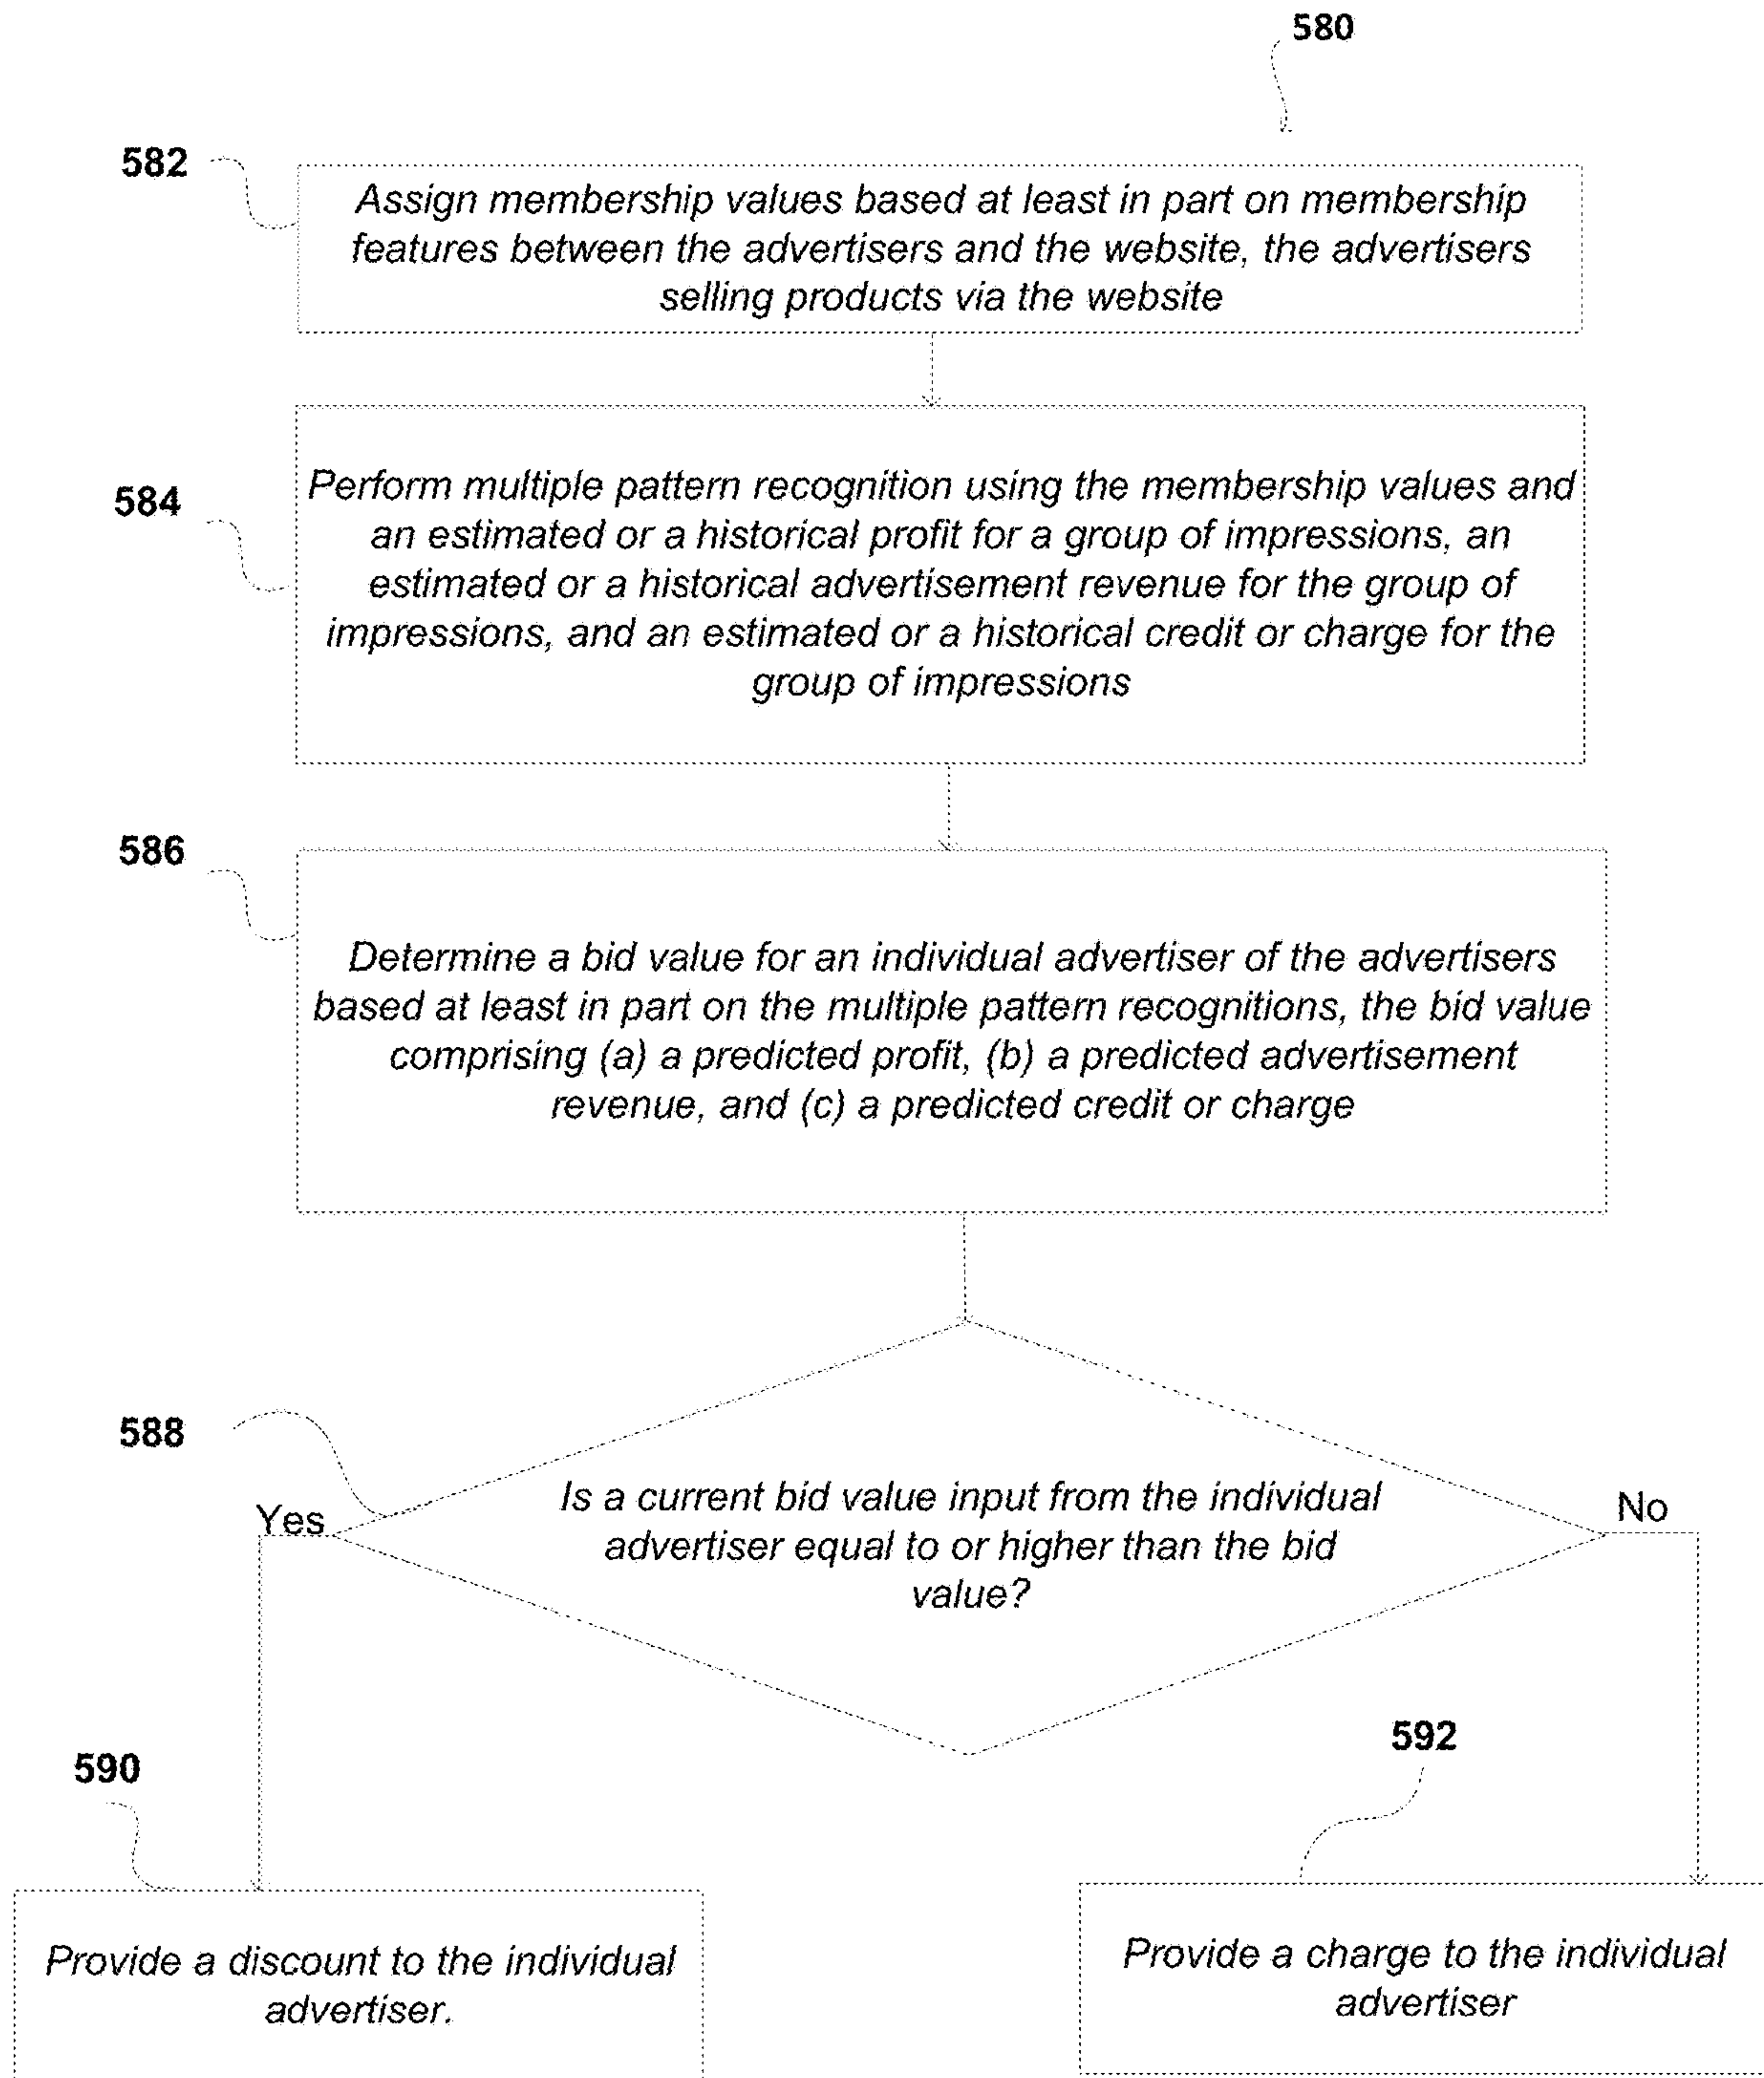 580
582
Assign membership values based at least in part on membership
features between the advertisers and the website, the advertisers
selling products via the website
584
Perform multiple pattern recognition using the membership values and
an estimated or a historical profit for a group of impressions, an
estimated or a historical advertisement revenue for the group of
impressions, and an estimated or a historical credit or charge for the
group of impressions
586
Determine a bid value for an individual advertiser of the advertisers
based at least in part on the multiple pattern recognitions, the bid value
comprising (a) a predicted profit, (b) a predicted advertisement
revenue, and (c) a predicted credit or charge
588
Yes
Is a current bid value input from the individual
advertiser equal to or higher than the bid
value?
No
590
Provide a discount to the individual
advertiser.
592
Provide a charge to the individual
advertiser